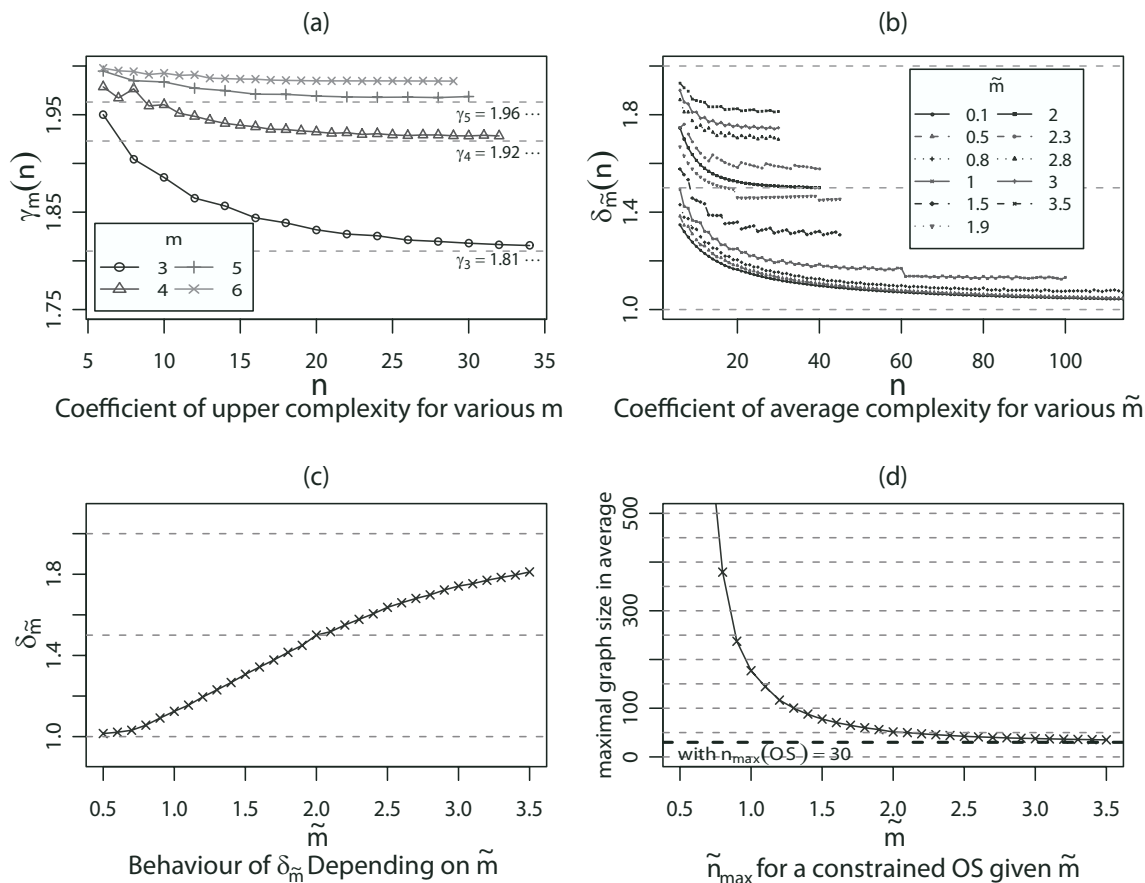 (a)
γm(n)
1.75 1.85 1.95
m
3 5
4 6
γ5 = 1.96 ⋯
γ4 = 1.92 ⋯
γ3 = 1.81 ⋯
5 10 15 20 25 30 35
n
Coefficient of upper complexity for various m
(b)
δm̃(n)
1.0 1.4 1.8
m̃
0.1 2
0.5 2.3
0.8 2.8
1 3
1.5 3.5
1.9
20 40 60 80 100
n
Coefficient of average complexity for various m̃
(c)
δm̃
1.0 1.4 1.8
0.5 1.0 1.5 2.0 2.5 3.0 3.5
m̃
Behaviour of δm̃ Depending on m̃
(d)
maximal graph size in average
0 100 300 500
with nmax(OS) = 30
0.5 1.0 1.5 2.0 2.5 3.0 3.5
m̃
ñmax for a constrained OS given m̃